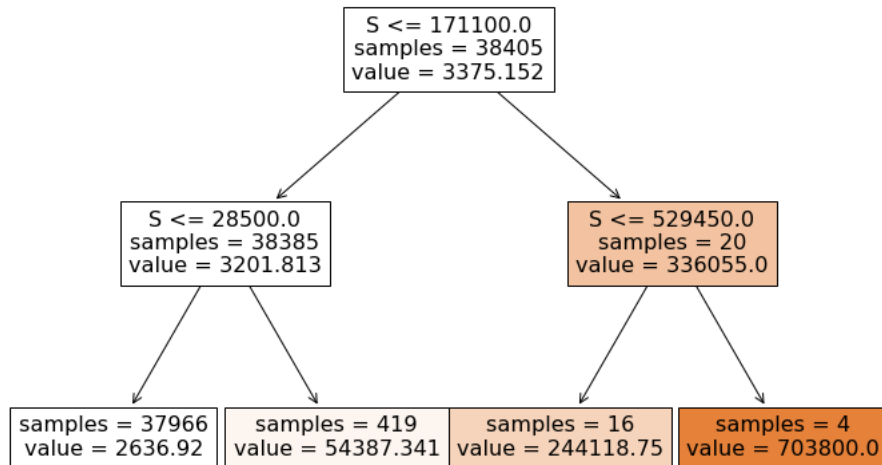 S <= 171100.0
samples = 38405
value = 3375.152
S <= 28500.0
samples = 38385
value = 3201.813
S <= 529450.0
samples = 20
value = 336055.0
samples = 37966
value = 2636.92
samples = 419
value = 54387.341
samples = 16
value = 244118.75
samples = 4
value = 703800.0